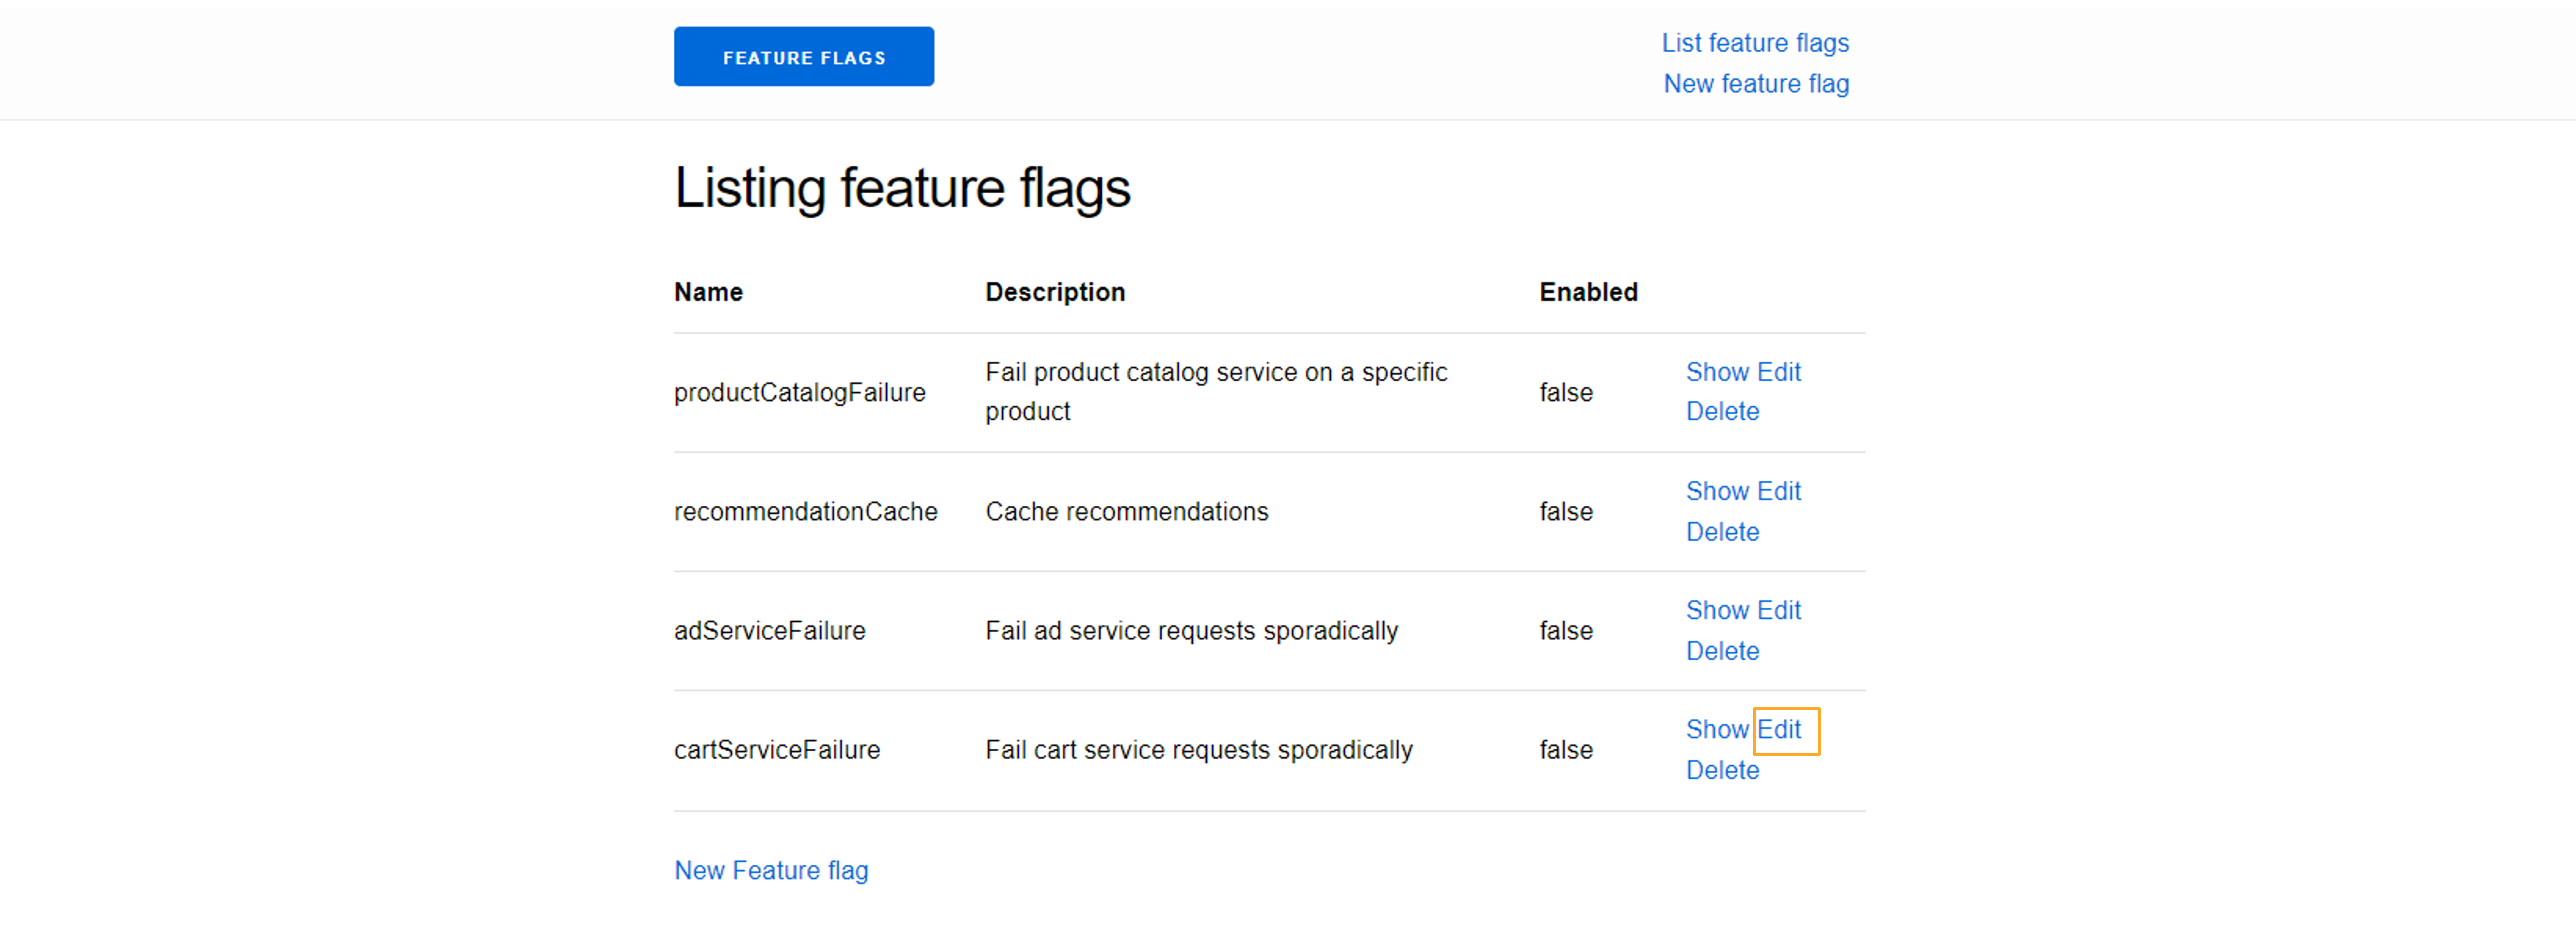 FEATURE FLAGS
List feature flags
New feature flag
Listing feature flags
Name Description Enabled
productCatalogFailure Fail product catalog service on a specific product false Show Edit Delete
recommendationCache Cache recommendations false Show Edit Delete
adServiceFailure Fail ad service requests sporadically false Show Edit Delete
cartServiceFailure Fail cart service requests sporadically false Show Edit Delete
New Feature flag